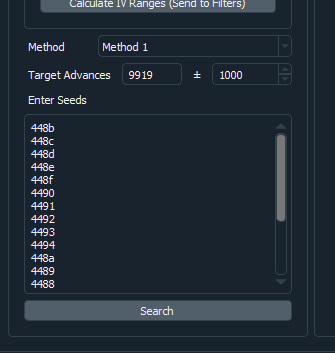 Calculate IV Ranges (Send to Filters)
Method Method 1
Target Advances 9919 ± 1000
Enter Seeds
448b
448c
448d
448e
448f
4490
4491
4492
4493
4494
448a
4489
4488
Search